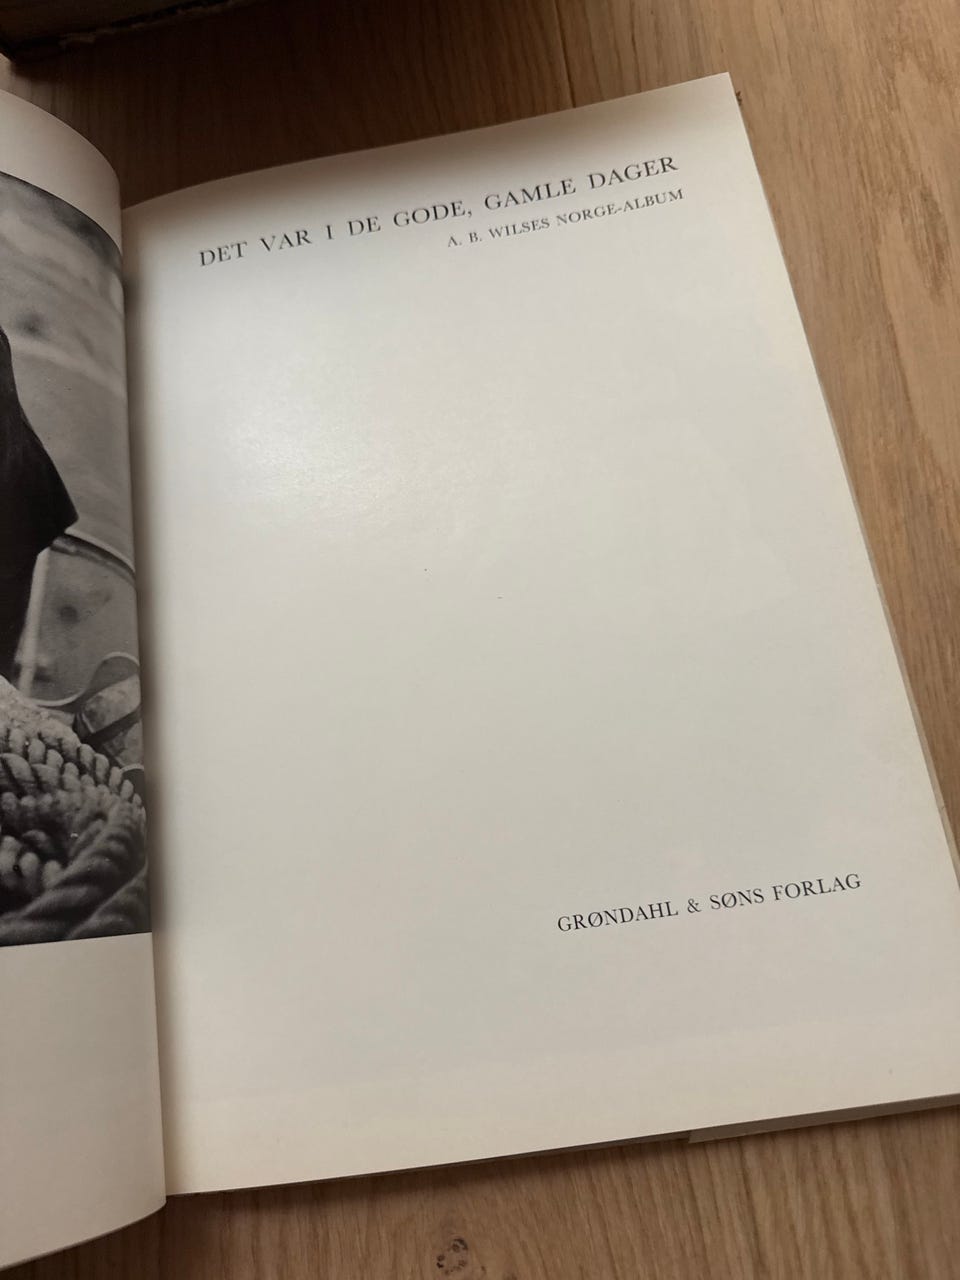 DET VAR I DE GODE, GAMLE DAGER
A. B. WILSES NORGE-ALBUM
GRØNDAHL & SØNS FORLAG